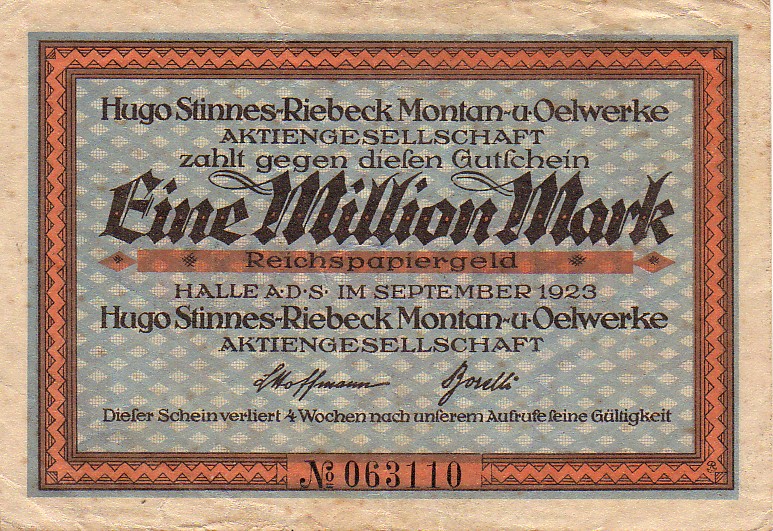 Hugo Stinnes-Riebeck Montan-u·Oelwerke
AKTIENGESELLSCHAFT
zahlt gegen dieſen Gutſchein
Eine Million Mark
Reichspapiergeld
HALLE A·D·S· IM SEPTEMBER 1923
Hugo Stinnes-Riebeck Montan-u·Oelwerke
AKTIENGESELLSCHAFT
Dieſer Schein verliert 4 Wochen nach unſerem Aufrufe ſeine Gültigkeit
No 063110